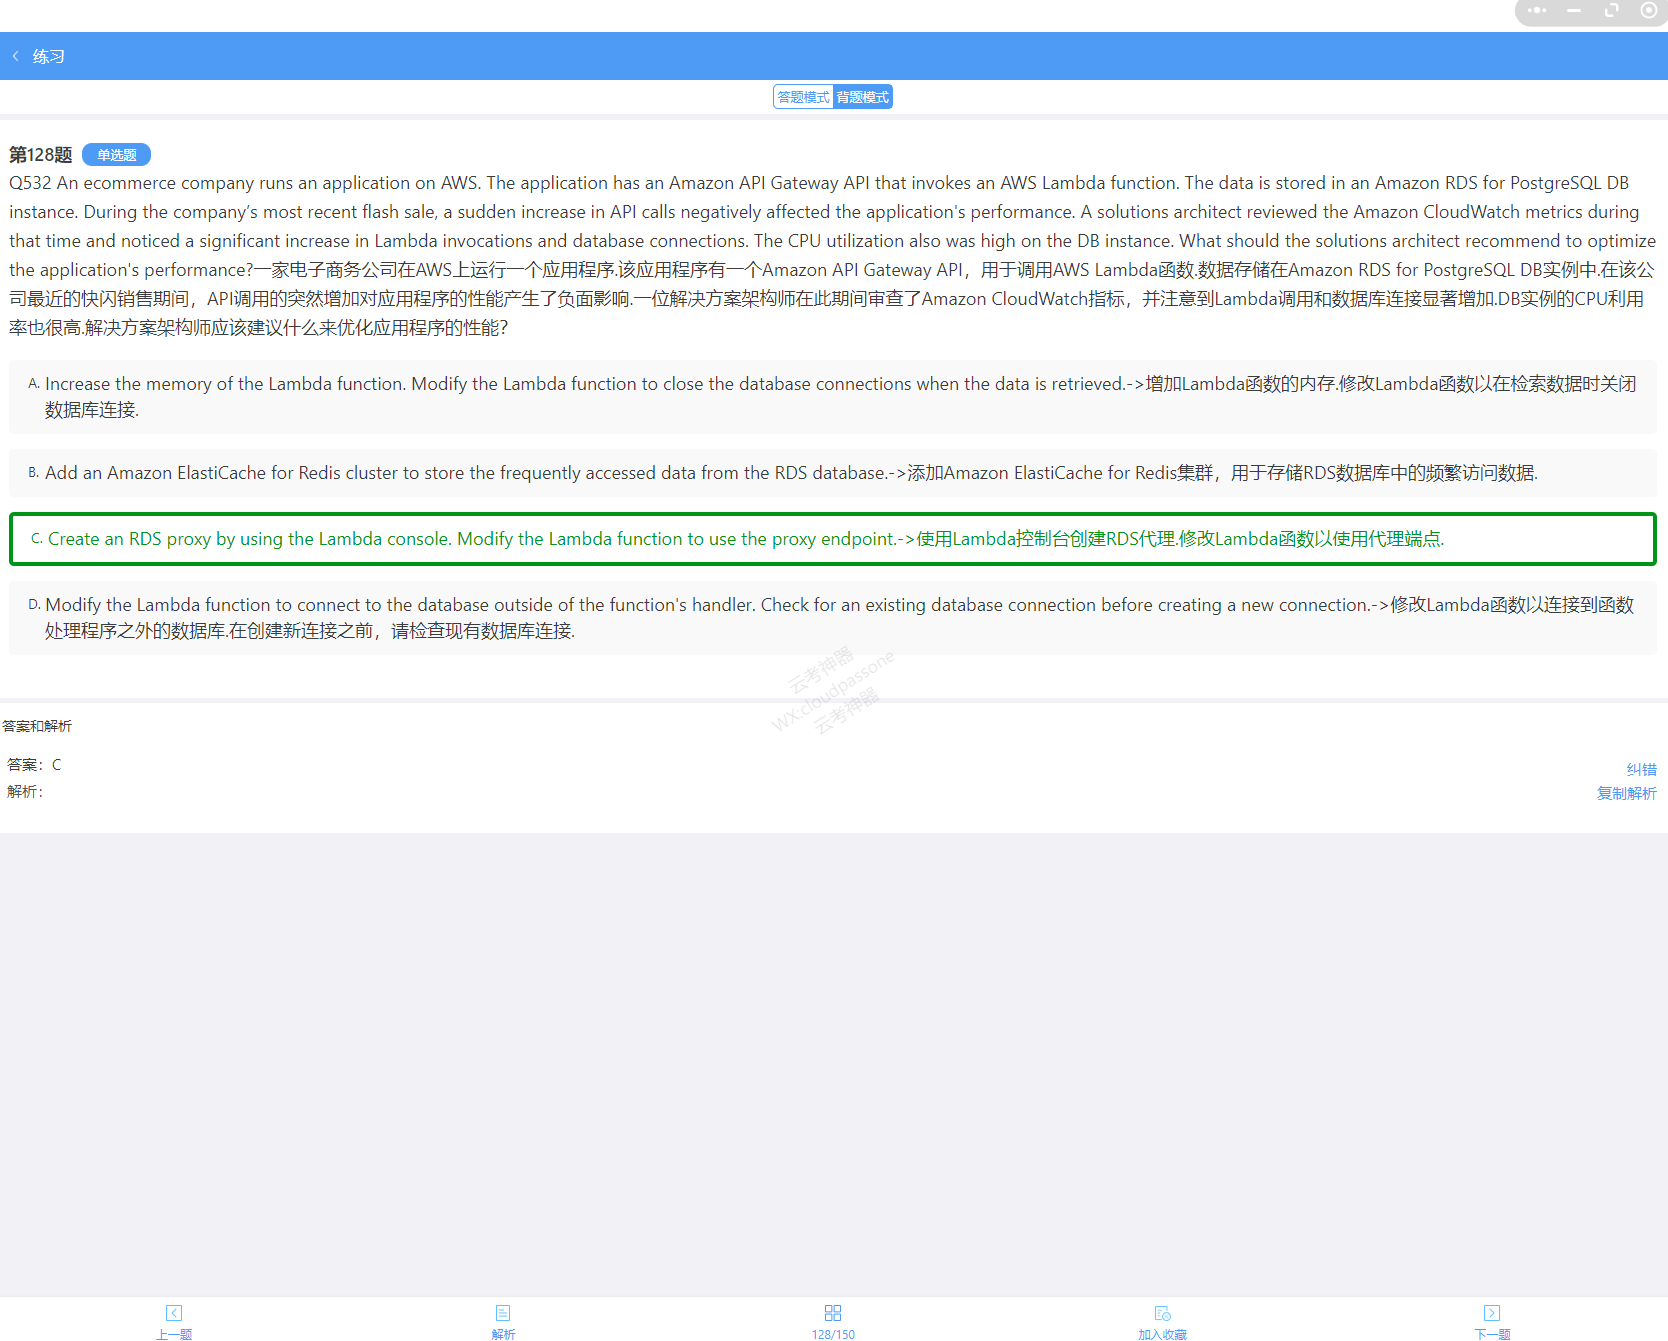 练习
答题模式 背题模式
第128题 单选题
Q532 An ecommerce company runs an application on AWS. The application has an Amazon API Gateway API that invokes an AWS Lambda function. The data is stored in an Amazon RDS for PostgreSQL DB
instance. During the company’s most recent flash sale, a sudden increase in API calls negatively affected the application's performance. A solutions architect reviewed the Amazon CloudWatch metrics during
that time and noticed a significant increase in Lambda invocations and database connections. The CPU utilization also was high on the DB instance. What should the solutions architect recommend to optimize
the application's performance?一家电子商务公司在AWS上运行一个应用程序.该应用程序有一个Amazon API Gateway API，用于调用AWS Lambda函数.数据存储在Amazon RDS for PostgreSQL DB实例中.在该公
司最近的快闪销售期间，API调用的突然增加对应用程序的性能产生了负面影响.一位解决方案架构师在此期间审查了Amazon CloudWatch指标，并注意到Lambda调用和数据库连接显著增加.DB实例的CPU利用
率也很高.解决方案架构师应该建议什么来优化应用程序的性能？
A. Increase the memory of the Lambda function. Modify the Lambda function to close the database connections when the data is retrieved.->增加Lambda函数的内存.修改Lambda函数以在检索数据时关闭
数据库连接.
B. Add an Amazon ElastiCache for Redis cluster to store the frequently accessed data from the RDS database.->添加Amazon ElastiCache for Redis集群，用于存储RDS数据库中的频繁访问数据.
C. Create an RDS proxy by using the Lambda console. Modify the Lambda function to use the proxy endpoint.->使用Lambda控制台创建RDS代理.修改Lambda函数以使用代理端点.
D. Modify the Lambda function to connect to the database outside of the function's handler. Check for an existing database connection before creating a new connection.->修改Lambda函数以连接到函数
处理程序之外的数据库.在创建新连接之前，请检查现有数据库连接.
云考神器
WX:cloudpassone
云考神器
答案和解析
答案：C
纠错
解析：
复制解析
上一题 解析 128/150 加入收藏 下一题